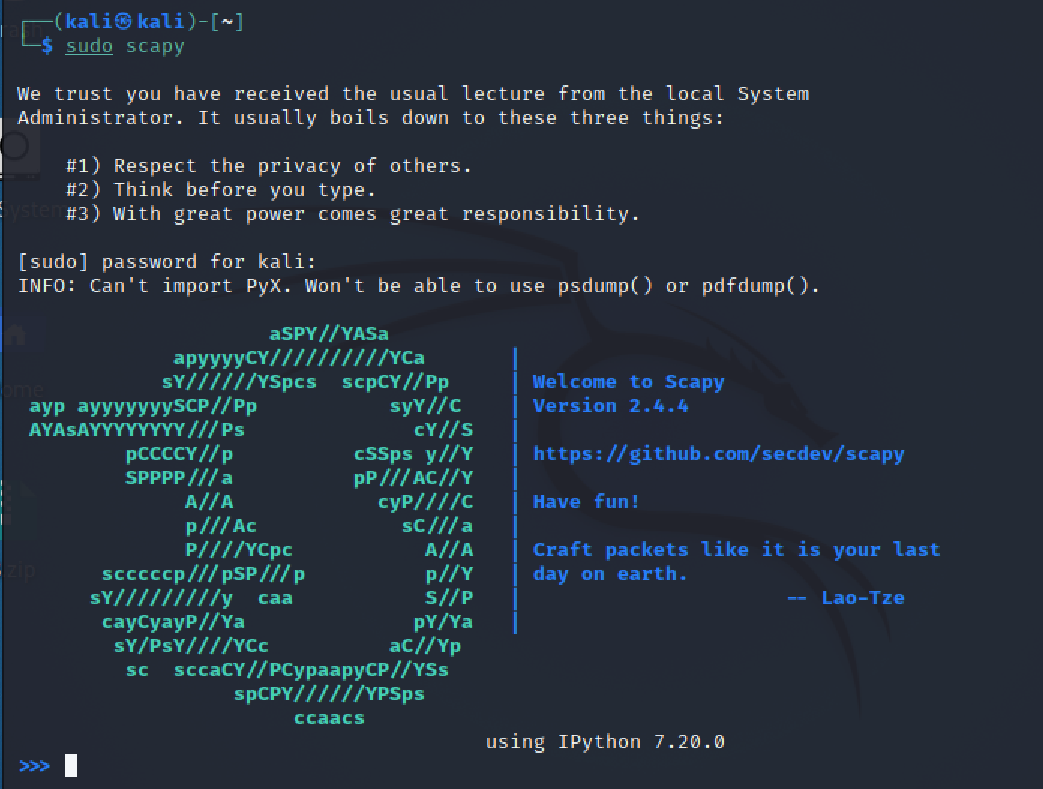 ┌──(kali㉿kali)-[~]
└─$ sudo scapy
We trust you have received the usual lecture from the local System
Administrator. It usually boils down to these three things:
#1) Respect the privacy of others.
#2) Think before you type.
#3) With great power comes great responsibility.
[sudo] password for kali:
INFO: Can't import PyX. Won't be able to use psdump() or pdfdump().
aSPY//YASa
apyyyyCY//////////YCa |
sY//////YSpcs scpCY//Pp | Welcome to Scapy
ayp ayyyyyyySCP//Pp syY//C | Version 2.4.4
AYAsAYYYYYYYY///Ps cY//S |
pCCCCY//p cSSps y//Y | https://github.com/secdev/scapy
SPPPP///a pP///AC//Y |
A//A cyP////C | Have fun!
p///Ac sC///a |
P////YCpc A//A | Craft packets like it is your last
scccccp///pSP///p p//Y | day on earth.
sY/////////y caa S//P | -- Lao-Tze
cayCyayP//Ya pY/Ya |
sY/PsY////YCc aC//Yp
sc sccaCY//PCypaapyCP//YSs
spCPY//////YPSps
ccaacs
using IPython 7.20.0
>>>